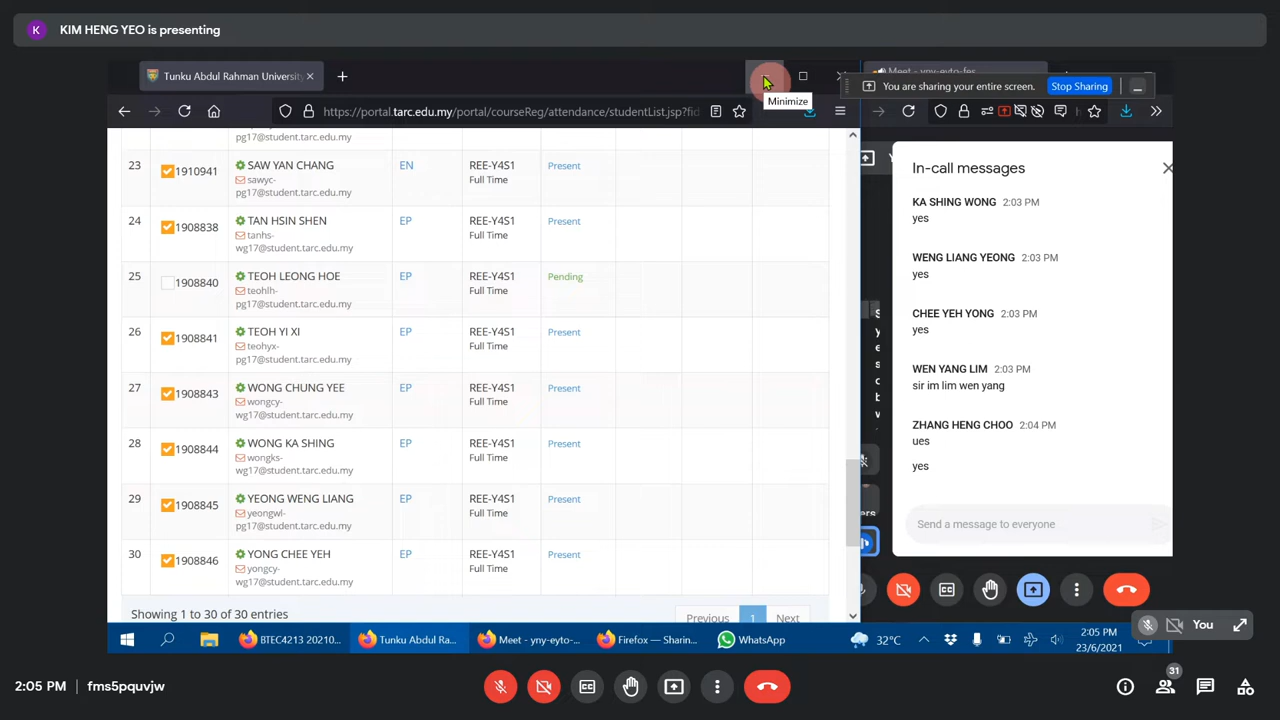 K KIM HENG YEO is presenting
Tunku Abdul Rahman Universit
Minimize
You are sharing your entire screen. Stop Sharing
https://portal.tarc.edu.my/portal/courseReg/attendance/studentList.jsp?fid
pg17@student.tarc.edu.my
23 1910941 SAW YAN CHANG EN REE-Y4S1 Present
sawyc- Full Time
pg17@student.tarc.edu.my
24 1908838 TAN HSIN SHEN EP REE-Y4S1 Present
tanhs- Full Time
wg17@student.tarc.edu.my
25 1908840 TEOH LEONG HOE EP REE-Y4S1 Pending
teohlh- Full Time
pg17@student.tarc.edu.my
26 1908841 TEOH YI XI EP REE-Y4S1 Present
teohyx- Full Time
pg17@student.tarc.edu.my
27 1908843 WONG CHUNG YEE EP REE-Y4S1 Present
wongcy- Full Time
wg17@student.tarc.edu.my
28 1908844 WONG KA SHING EP REE-Y4S1 Present
wongks- Full Time
wg17@student.tarc.edu.my
29 1908845 YEONG WENG LIANG EP REE-Y4S1 Present
yeongwl- Full Time
pg17@student.tarc.edu.my
30 1908846 YONG CHEE YEH EP REE-Y4S1 Present
yongcy- Full Time
wg17@student.tarc.edu.my
Showing 1 to 30 of 30 entries
Previous 1 Next
In-call messages
KA SHING WONG 2:03 PM
yes
WENG LIANG YEONG 2:03 PM
yes
CHEE YEH YONG 2:03 PM
yes
WEN YANG LIM 2:03 PM
sir im lim wen yang
ZHANG HENG CHOO 2:04 PM
ues
yes
Send a message to everyone
BTEC4213 20210...
Tunku Abdul Ra...
Meet - yny-eyto-...
Firefox — Sharin...
WhatsApp
32°C
2:05 PM
23/6/2021
You
2:05 PM fms5pquvjw
31